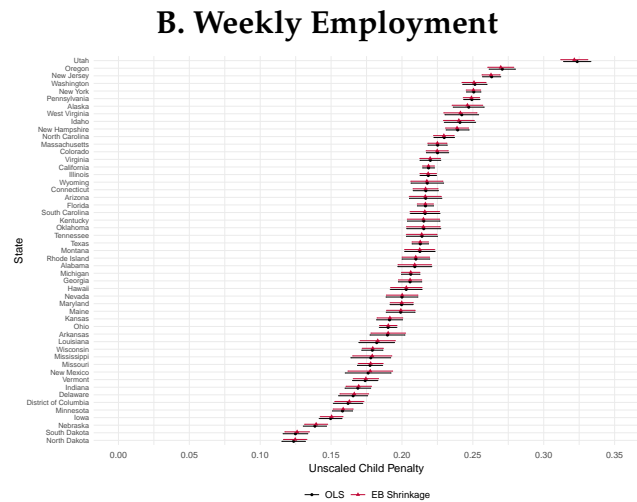 B. Weekly Employment
Utah
Oregon
New Jersey
Washington
New York
Pennsylvania
Alaska
West Virginia
Idaho
New Hampshire
North Carolina
Massachusetts
Colorado
Virginia
California
Illinois
Wyoming
Connecticut
Arizona
Florida
South Carolina
Kentucky
Oklahoma
Tennessee
Texas
Montana
Rhode Island
Alabama
Michigan
Georgia
Hawaii
Nevada
Maryland
Maine
Kansas
Ohio
Arkansas
Louisiana
Wisconsin
Mississippi
Missouri
New Mexico
Vermont
Indiana
Delaware
District of Columbia
Minnesota
Iowa
Nebraska
South Dakota
North Dakota
State
0.00 0.05 0.10 0.15 0.20 0.25 0.30 0.35
Unscaled Child Penalty
OLS EB Shrinkage